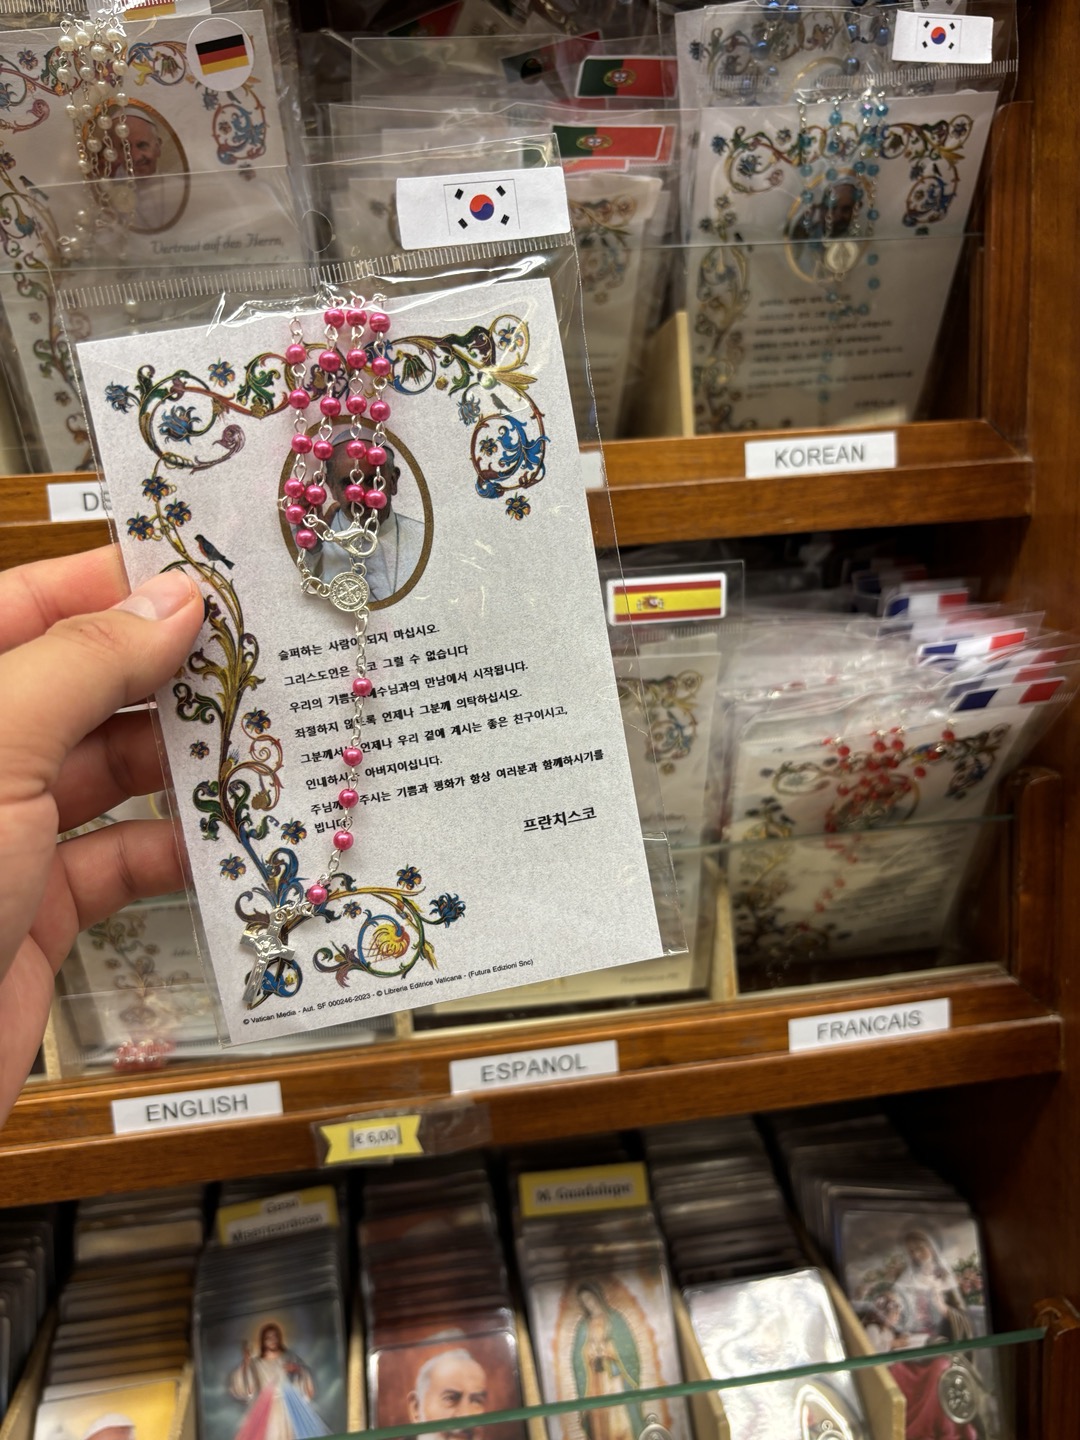 Vertraut auf den Herrn,
KOREAN
DE
슬퍼하는 사람이 되지 마십시오.
그리스도인은 코 그럴 수 없습니다
우리의 기쁨은 예수님과의 만남에서 시작됩니다.
좌절하지 않도록 언제나 그분께 의탁하십시오.
그분께서 언제나 우리 곁에 계시는 좋은 친구이시고,
인내하시 아버지이십니다.
주님께 주시는 기쁨과 평화가 항상 여러분과 함께하시기를
빕니다
프란치스코
© Vatican Media - Aut. SF 000246-2023 - © Libreria Editrice Vaticana - (Futura Edizioni Snc)
FRANCAIS
ESPANOL
ENGLISH
€ 6,00
N. Guadalupe
Gesù
Misericordioso